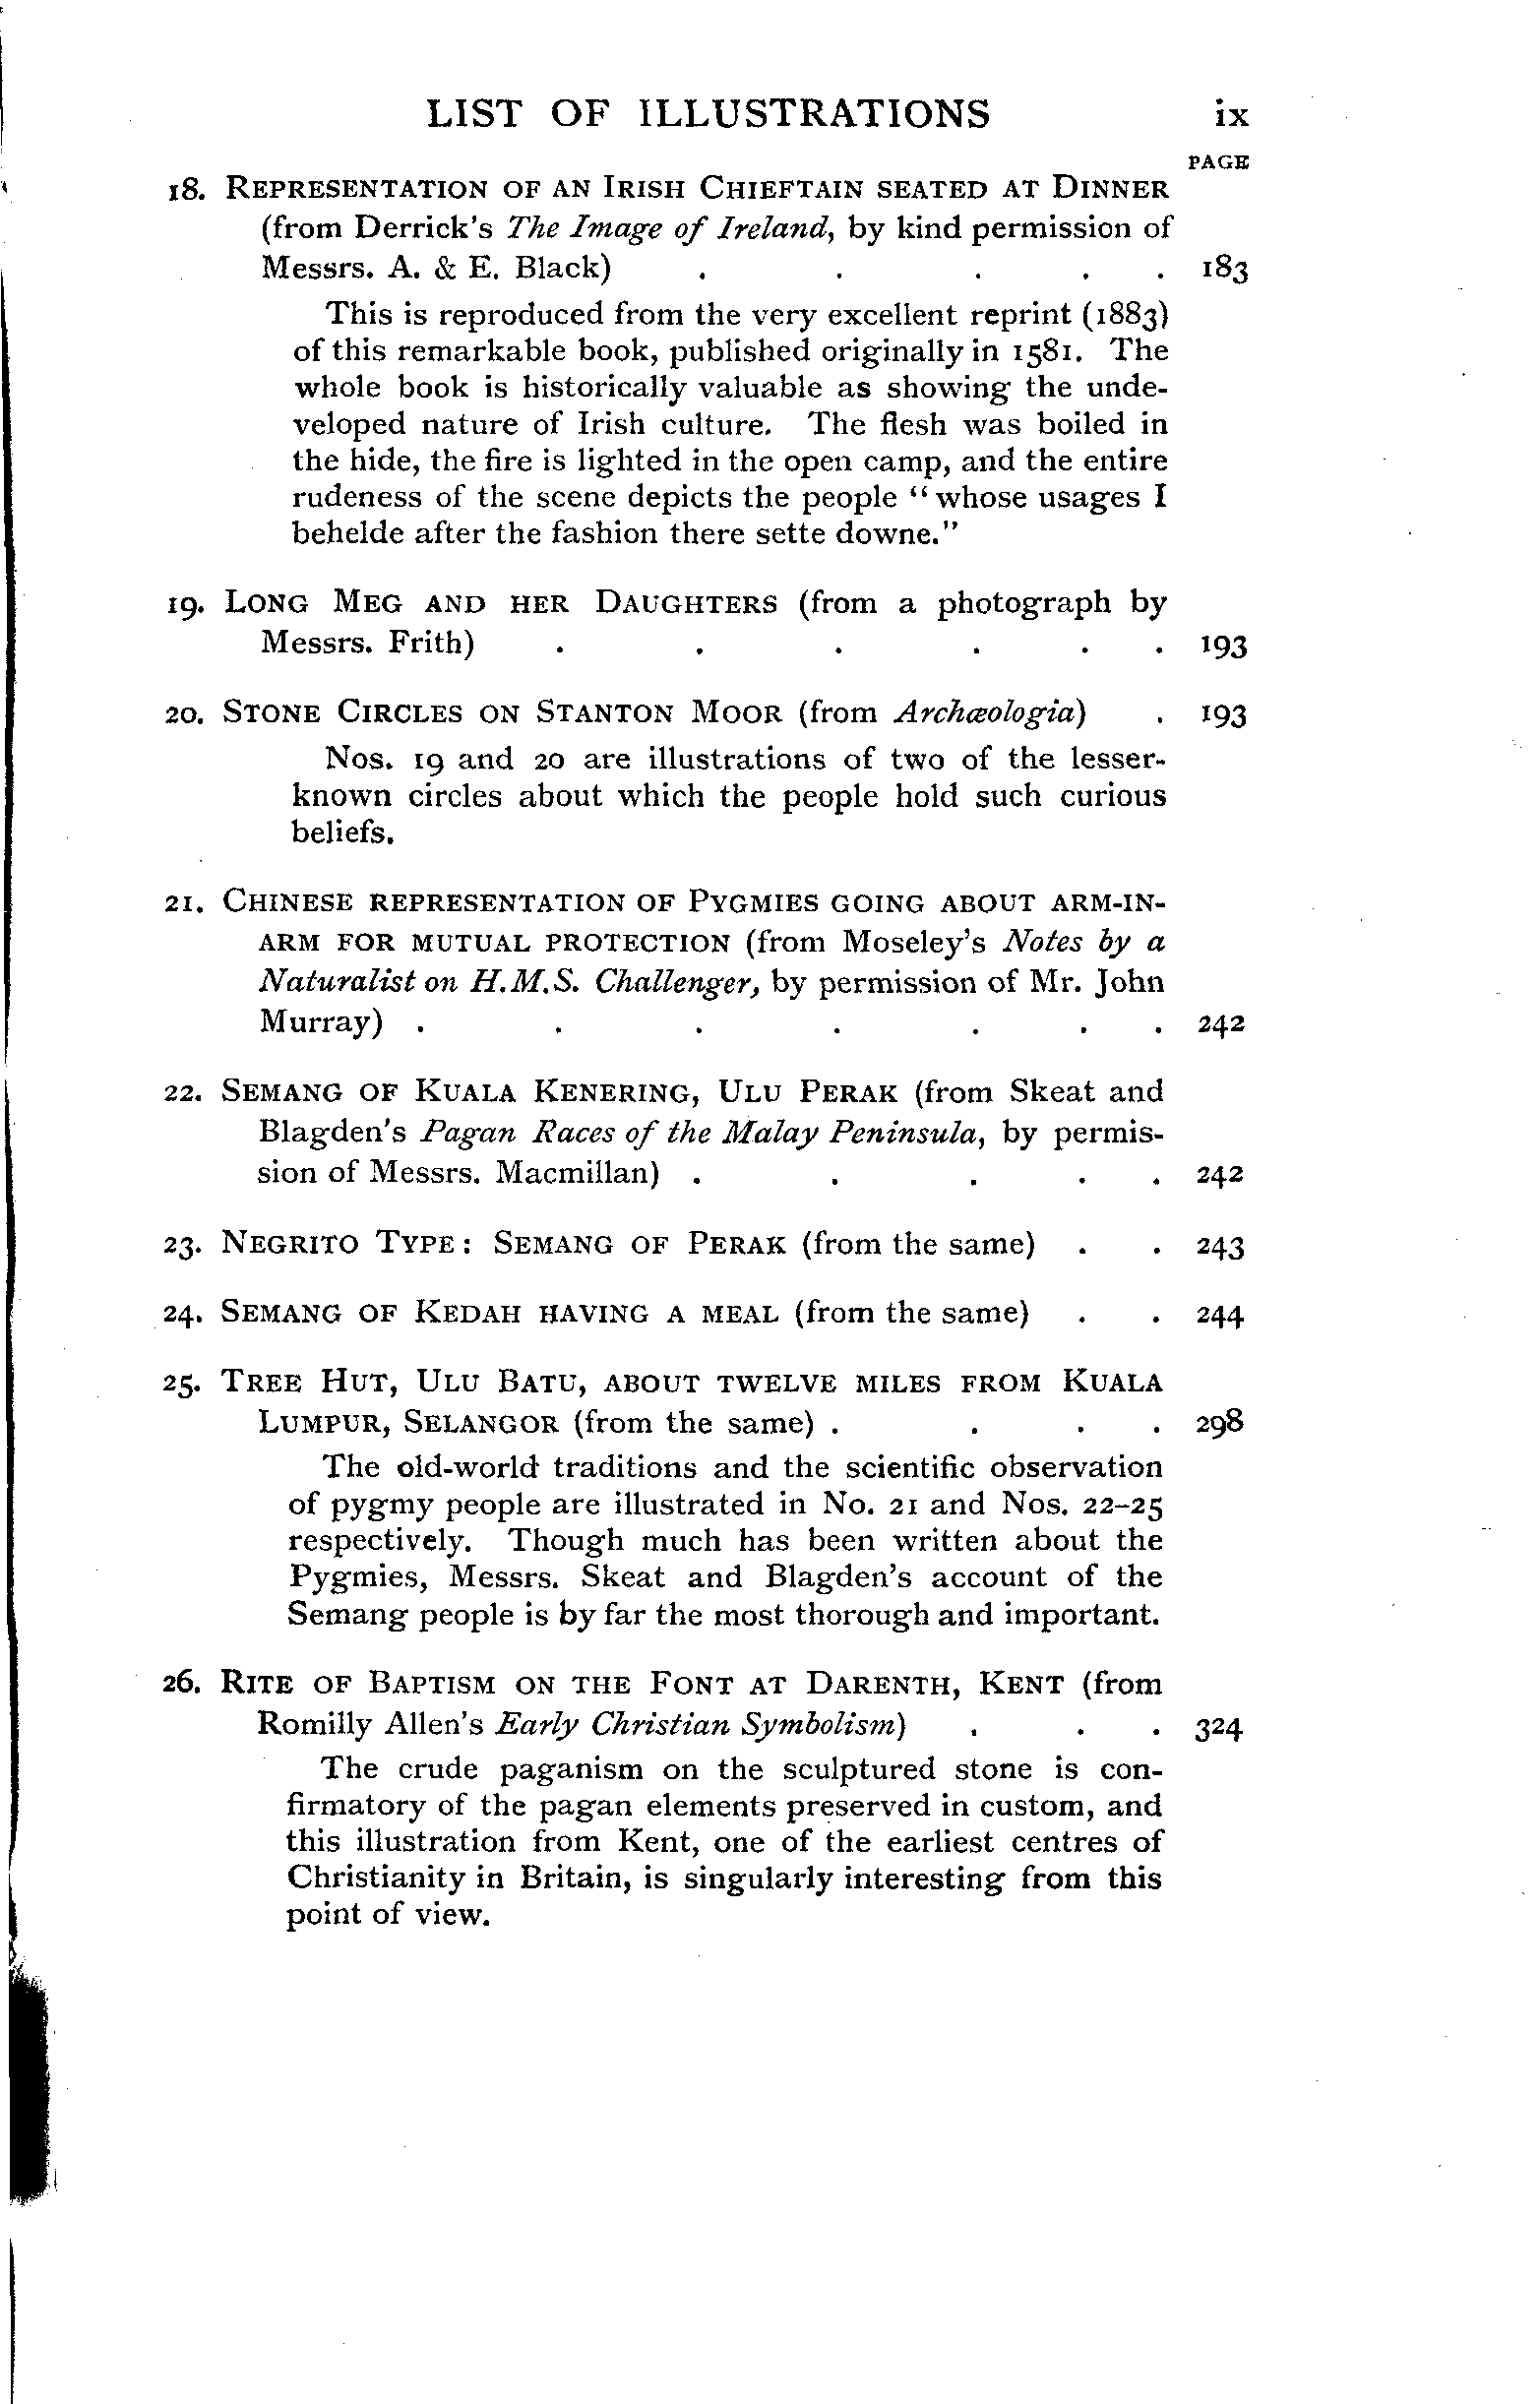 LIST OF ILLUSTRATIONS ix
PAGE
18. REPRESENTATION OF AN IRISH CHIEFTAIN SEATED AT DINNER
(from Derrick's The Image of Ireland, by kind permission of
Messrs. A. & E. Black) . . . . . 183
This is reproduced from the very excellent reprint (1883)
of this remarkable book, published originally in 1581. The
whole book is historically valuable as showing the unde-
veloped nature of Irish culture. The flesh was boiled in
the hide, the fire is lighted in the open camp, and the entire
rudeness of the scene depicts the people "whose usages I
behelde after the fashion there sette downe."
19. LONG MEG AND HER DAUGHTERS (from a photograph by
Messrs. Frith) . . . . . . 193
20. STONE CIRCLES ON STANTON MOOR (from Archæologia) . 193
Nos. 19 and 20 are illustrations of two of the lesser-
known circles about which the people hold such curious
beliefs.
21. CHINESE REPRESENTATION OF PYGMIES GOING ABOUT ARM-IN-
ARM FOR MUTUAL PROTECTION (from Moseley's Notes by a
Naturalist on H.M.S. Challenger, by permission of Mr. John
Murray) . . . . . . . 242
22. SEMANG OF KUALA KENERING, ULU PERAK (from Skeat and
Blagden's Pagan Races of the Malay Peninsula, by permis-
sion of Messrs. Macmillan) . . . . . 242
23. NEGRITO TYPE: SEMANG OF PERAK (from the same) . . 243
24. SEMANG OF KEDAH HAVING A MEAL (from the same) . . 244
25. TREE HUT, ULU BATU, ABOUT TWELVE MILES FROM KUALA
LUMPUR, SELANGOR (from the same) . . . . 298
The old-world traditions and the scientific observation
of pygmy people are illustrated in No. 21 and Nos. 22–25
respectively. Though much has been written about the
Pygmies, Messrs. Skeat and Blagden's account of the
Semang people is by far the most thorough and important.
26. RITE OF BAPTISM ON THE FONT AT DARENTH, KENT (from
Romilly Allen's Early Christian Symbolism) . . . 324
The crude paganism on the sculptured stone is con-
firmatory of the pagan elements preserved in custom, and
this illustration from Kent, one of the earliest centres of
Christianity in Britain, is singularly interesting from this
point of view.